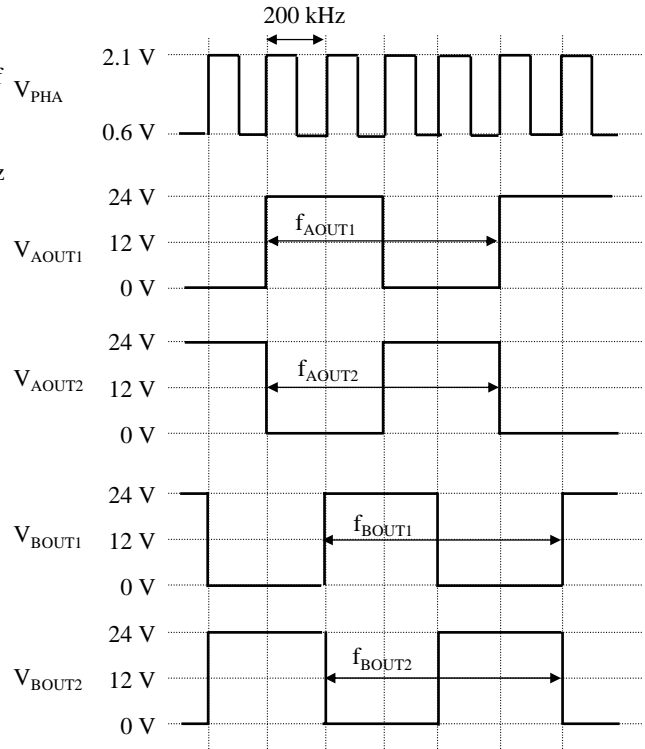 200 kHz
2.1 V
f
V_PHA
0.6 V
z
24 V
V_AOUT1
12 V
f_AOUT1
0 V
24 V
V_AOUT2
12 V
f_AOUT2
0 V
24 V
V_BOUT1
12 V
f_BOUT1
0 V
24 V
V_BOUT2
12 V
f_BOUT2
0 V